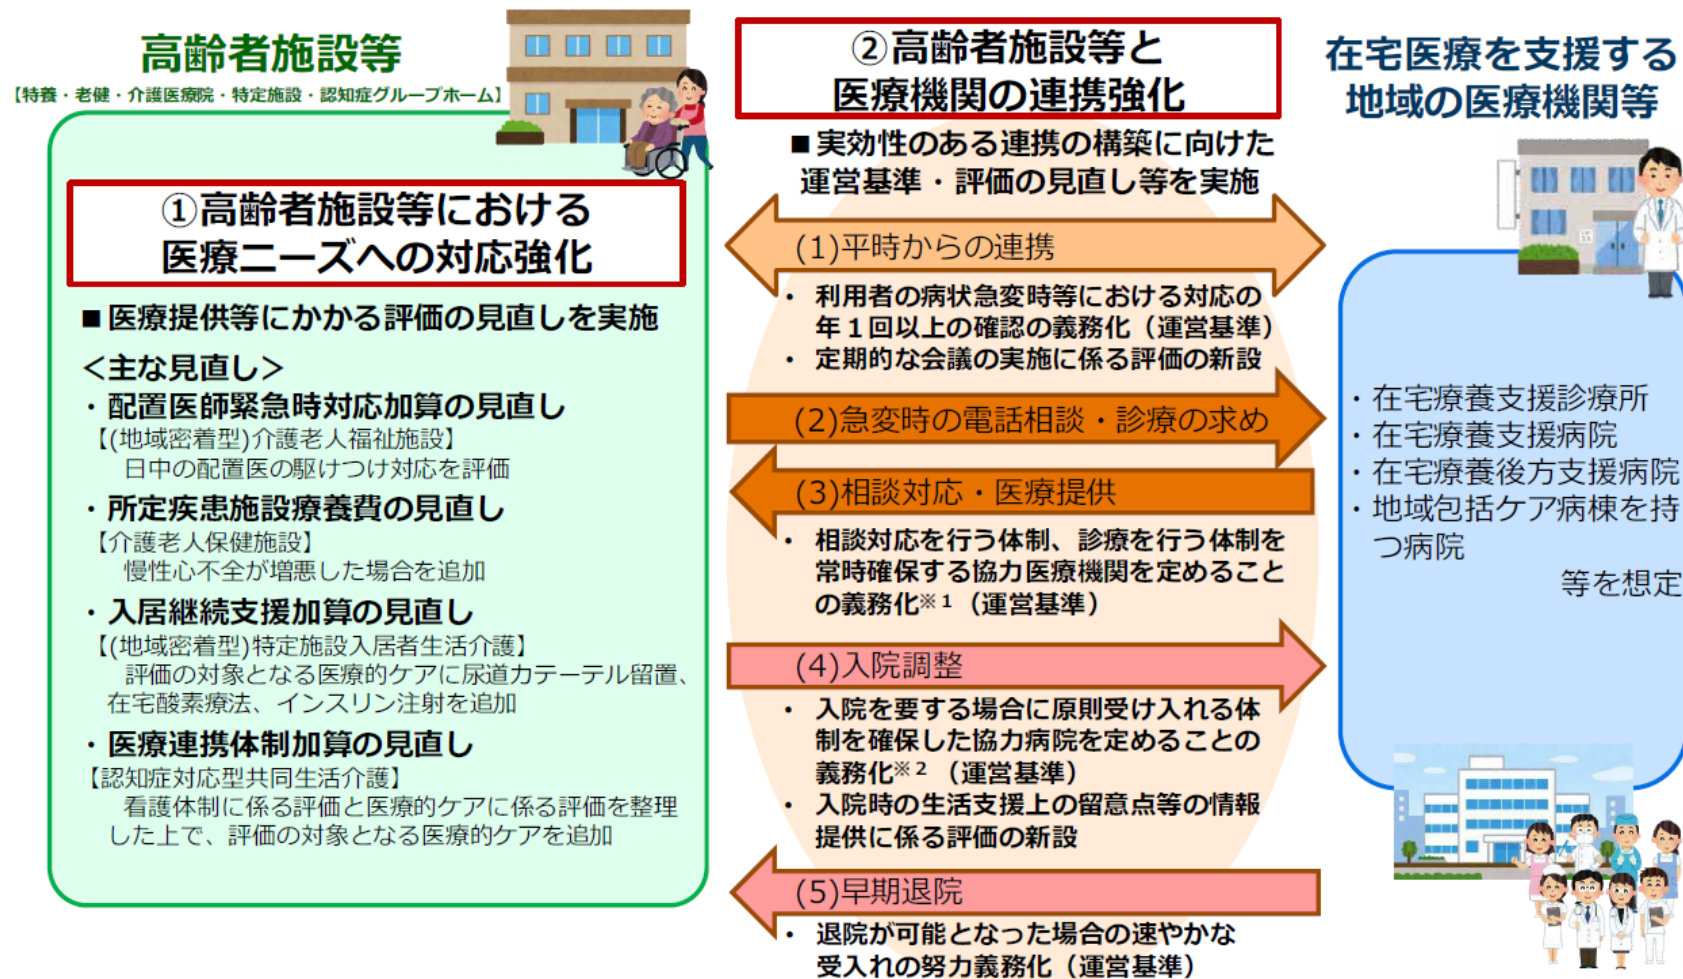 高齢者施設等
【特養・老健・介護医療院・特定施設・認知症グループホーム】
①高齢者施設等における
医療ニーズへの対応強化
■医療提供等にかかる評価の見直しを実施
＜主な見直し＞
・配置医師緊急時対応加算の見直し
【(地域密着型)介護老人福祉施設】
日中の配置医の駆けつけ対応を評価
・所定疾患施設療養費の見直し
【介護老人保健施設】
慢性心不全が増悪した場合を追加
・入居継続支援加算の見直し
【(地域密着型)特定施設入居者生活介護】
評価の対象となる医療的ケアに尿道カテーテル留置、
在宅酸素療法、インスリン注射を追加
・医療連携体制加算の見直し
【認知症対応型共同生活介護】
看護体制に係る評価と医療的ケアに係る評価を整理
した上で、評価の対象となる医療的ケアを追加
②高齢者施設等と
医療機関の連携強化
■実効性のある連携の構築に向けた
運営基準・評価の見直し等を実施
(1)平時からの連携
・ 利用者の病状急変時等における対応の
年１回以上の確認の義務化（運営基準）
・ 定期的な会議の実施に係る評価の新設
(2)急変時の電話相談・診療の求め
(3)相談対応・医療提供
・ 相談対応を行う体制、診療を行う体制を
常時確保する協力医療機関を定めること
の義務化※１（運営基準）
(4)入院調整
・ 入院を要する場合に原則受け入れる体
制を確保した協力病院を定めることの
義務化※２（運営基準）
・ 入院時の生活支援上の留意点等の情報
提供に係る評価の新設
(5)早期退院
・ 退院が可能となった場合の速やかな
受入れの努力義務化（運営基準）
在宅医療を支援する
地域の医療機関等
・在宅療養支援診療所
・在宅療養支援病院
・在宅療養後方支援病院
・地域包括ケア病棟を持
つ病院
等を想定